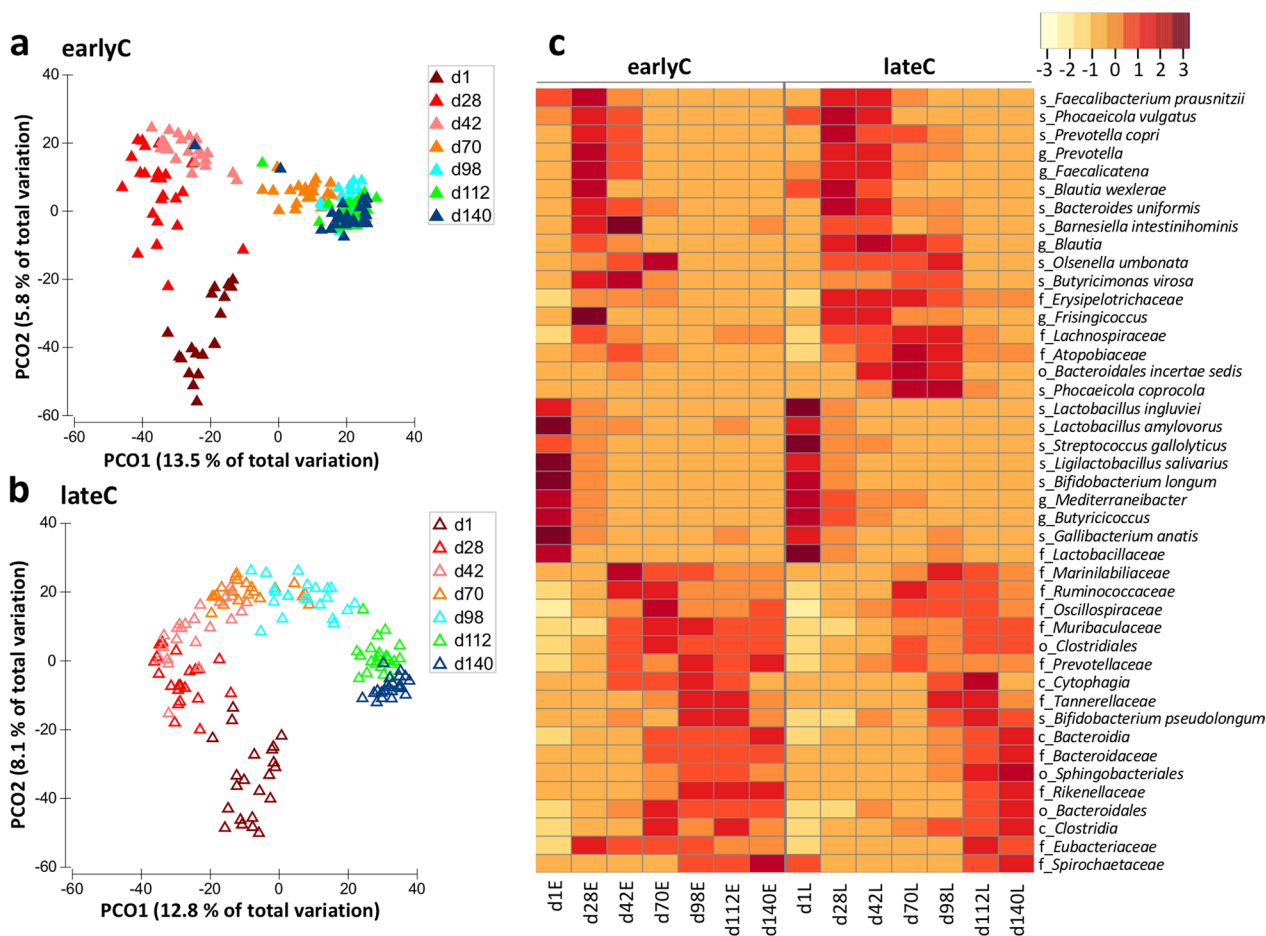 a
earlyC
40
20
0
-20
-40
-60
-60
-40
-20
0
20
40
PCO2 (5.8 % of total variation)
PCO1 (13.5 % of total variation)
d1
d28
d42
d70
d98
d112
d140
b
lateC
40
20
0
-20
-40
-60
-60
-40
-20
0
20
40
PCO2 (8.1 % of total variation)
PCO1 (12.8 % of total variation)
d1
d28
d42
d70
d98
d112
d140
c
-3 -2 -1 0 1 2 3
earlyC
lateC
s_Faecalibacterium prausnitzii
s_Phocaeicola vulgatus
s_Prevotella copri
g_Prevotella
g_Faecalicatena
s_Blautia wexlerae
s_Bacteroides uniformis
s_Barnesiella intestinihominis
g_Blautia
s_Olsenella umbonata
s_Butyricimonas virosa
f_Erysipelotrichaceae
g_Frisingicoccus
f_Lachnospiraceae
f_Atopobiaceae
o_Bacteroidales incertae sedis
s_Phocaeicola coprocola
s_Lactobacillus ingluviei
s_Lactobacillus amylovorus
s_Streptococcus gallolyticus
s_Ligilactobacillus salivarius
s_Bifidobacterium longum
g_Mediterraneibacter
g_Butyricicoccus
s_Gallibacterium anatis
f_Lactobacillaceae
f_Marinilabiliaceae
f_Ruminococcaceae
f_Oscillospiraceae
f_Muribaculaceae
o_Clostridiales
f_Prevotellaceae
c_Cytophagia
f_Tannerellaceae
s_Bifidobacterium pseudolongum
c_Bacteroidia
f_Bacteroidaceae
o_Sphingobacteriales
f_Rikenellaceae
o_Bacteroidales
c_Clostridia
f_Eubacteriaceae
f_Spirochaetaceae
d1E
d28E
d42E
d70E
d98E
d112E
d140E
d1L
d28L
d42L
d70L
d98L
d112L
d140L